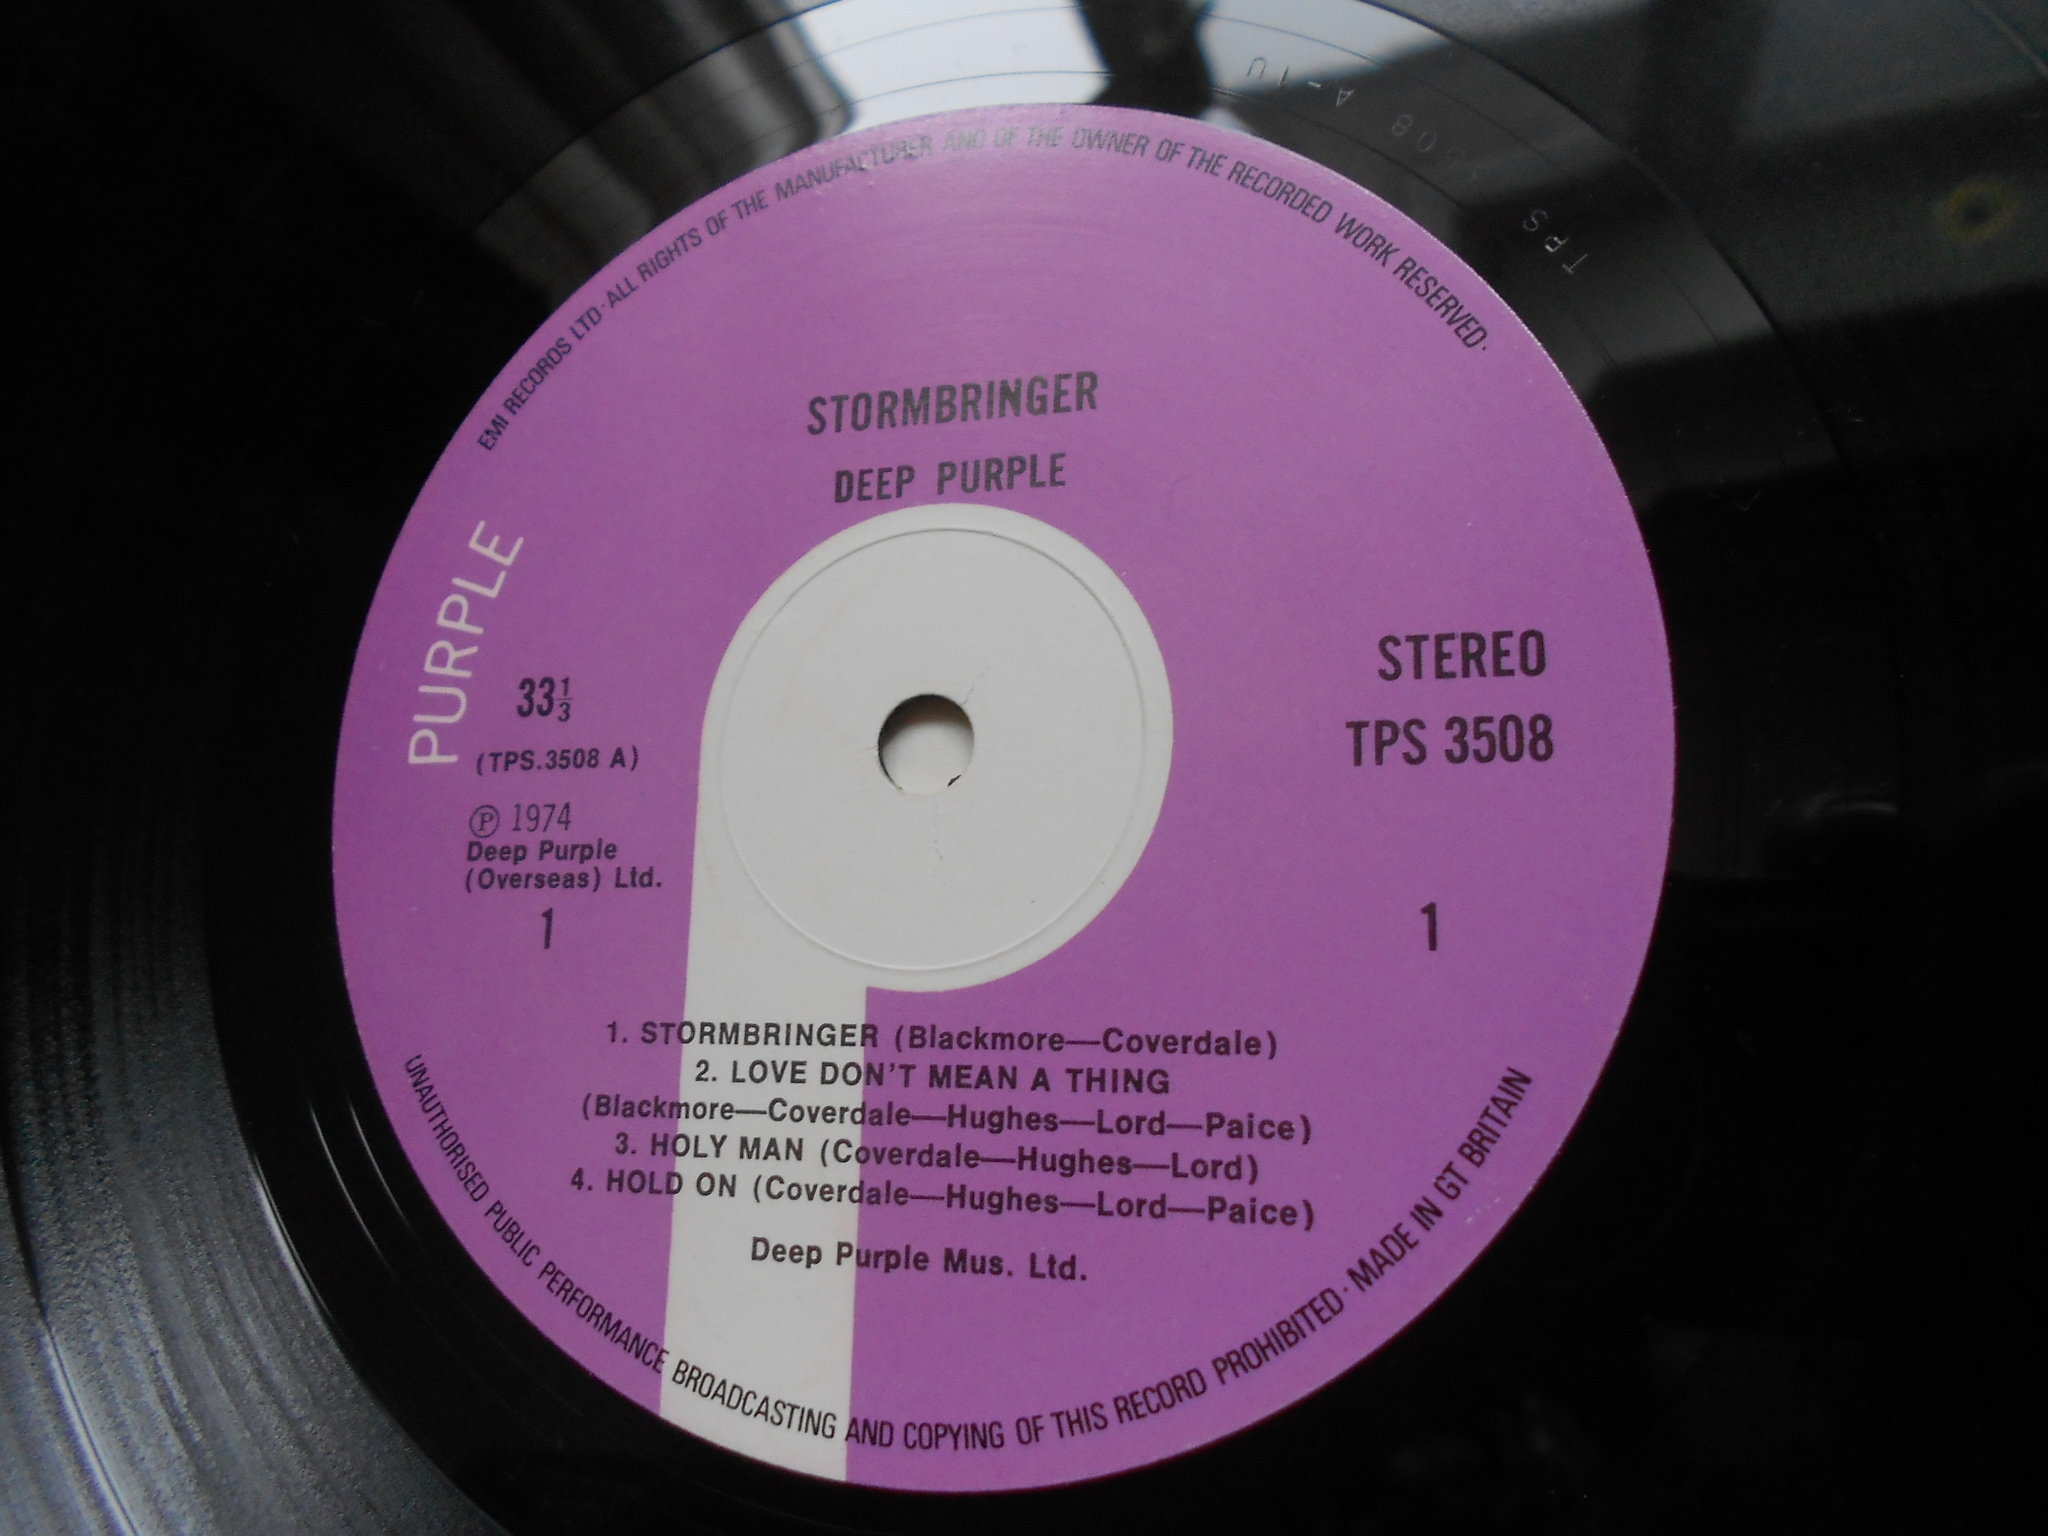 EMI RECORDS LTD·ALL RIGHTS OF THE MANUFACTURER AND OF THE OWNER OF THE RECORDED WORK RESERVED·
STORMBRINGER
DEEP PURPLE
PURPLE
33⅓
(TPS.3508 A)
Ⓟ 1974
Deep Purple
(Overseas) Ltd.
1
STEREO
TPS 3508
1
1. STORMBRINGER (Blackmore—Coverdale)
2. LOVE DON'T MEAN A THING
(Blackmore—Coverdale—Hughes—Lord—Paice)
3. HOLY MAN (Coverdale—Hughes—Lord)
4. HOLD ON (Coverdale—Hughes—Lord—Paice)
Deep Purple Mus. Ltd.
UNAUTHORISED PUBLIC PERFORMANCE BROADCASTING AND COPYING OF THIS RECORD PROHIBITED·MADE IN GT BRITAIN
TPS 3508 A-1U